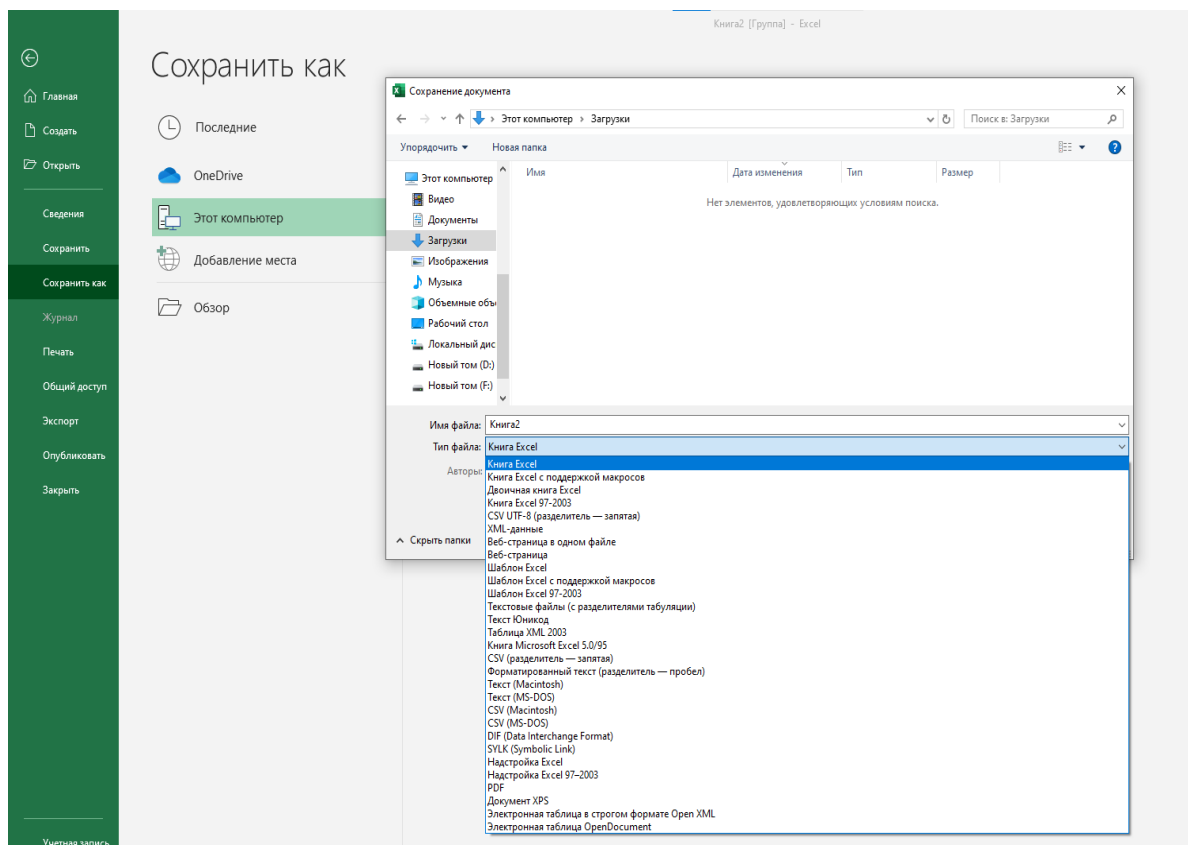 Книга2 [Группа] - Excel
Сохранить как
Главная
Создать
Открыть
Сведения
Сохранить
Сохранить как
Журнал
Печать
Общий доступ
Экспорт
Опубликовать
Закрыть
Учетная запись
Последние
OneDrive
Этот компьютер
Добавление места
Обзор
Сохранение документа
Этот компьютер › Загрузки
Поиск в: Загрузки
Упорядочить
Новая папка
Имя
Дата изменения
Тип
Размер
Нет элементов, удовлетворяющих условиям поиска.
Этот компьютер
Видео
Документы
Загрузки
Изображения
Музыка
Объемные объ
Рабочий стол
Локальный дис
Новый том (D:)
Новый том (F:)
Имя файла: Книга2
Тип файла: Книга Excel
Авторы:
Скрыть папки
Книга Excel
Книга Excel с поддержкой макросов
Двоичная книга Excel
Книга Excel 97-2003
CSV UTF-8 (разделитель — запятая)
XML-данные
Веб-страница в одном файле
Веб-страница
Шаблон Excel
Шаблон Excel с поддержкой макросов
Шаблон Excel 97-2003
Текстовые файлы (с разделителями табуляции)
Текст Юникод
Таблица XML 2003
Книга Microsoft Excel 5.0/95
CSV (разделитель — запятая)
Форматированный текст (разделитель — пробел)
Текст (Macintosh)
Текст (MS-DOS)
CSV (Macintosh)
CSV (MS-DOS)
DIF (Data Interchange Format)
SYLK (Symbolic Link)
Надстройка Excel
Надстройка Excel 97–2003
PDF
Документ XPS
Электронная таблица в строгом формате Open XML
Электронная таблица OpenDocument